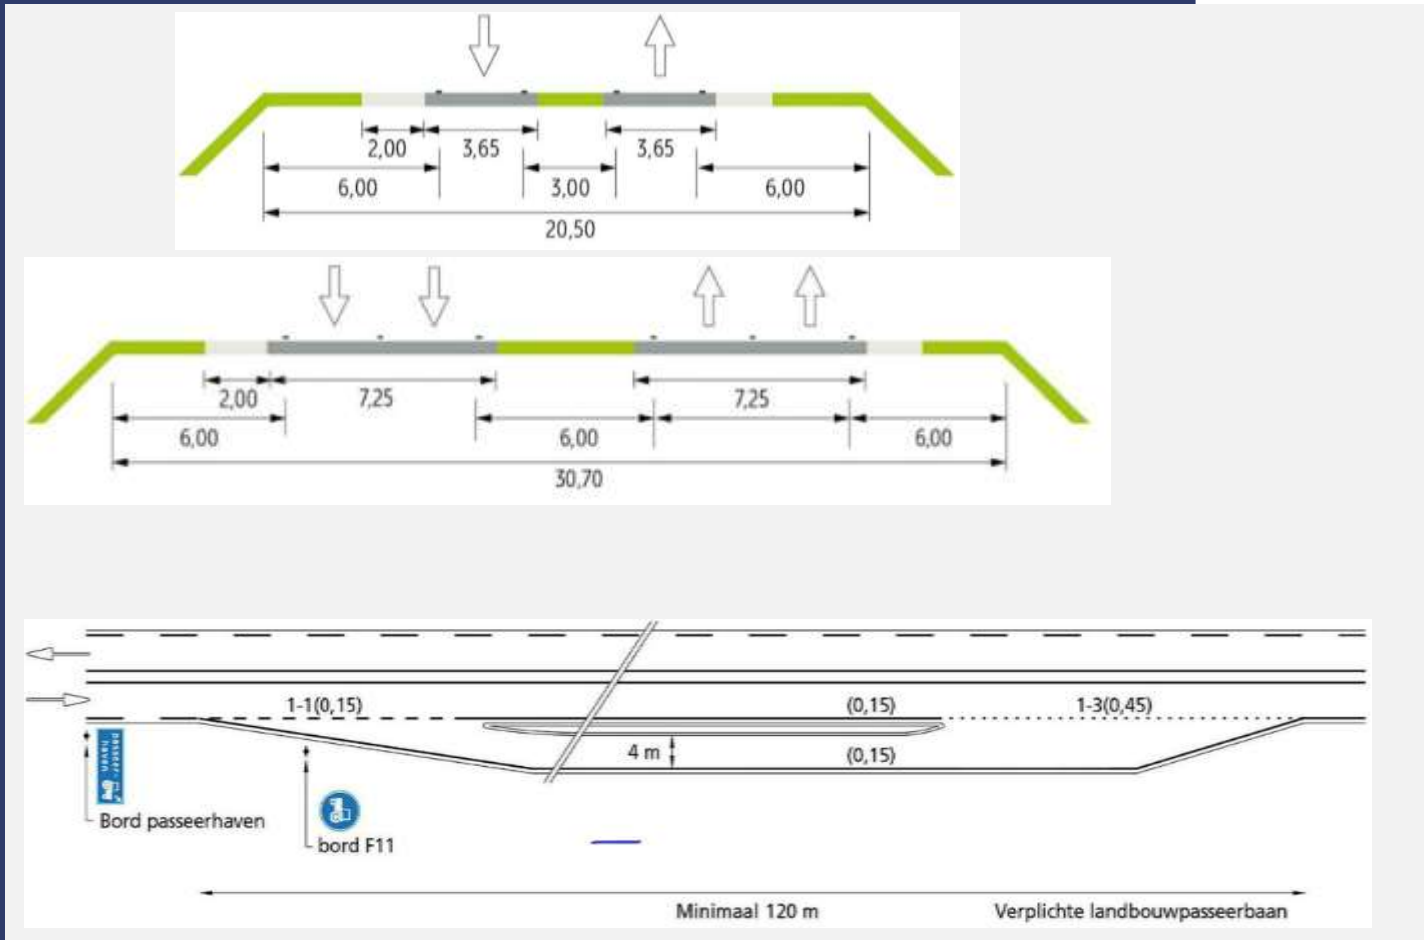 2,00
3,65
3,65
6,00
3,00
6,00
20,50
2,00
7,25
7,25
6,00
6,00
6,00
30,70
1-1(0,15)
(0,15)
1-3(0,45)
4 m
(0,15)
passeer-
haven
Bord passeerhaven
bord F11
Minimaal 120 m
Verplichte landbouwpasseerbaan